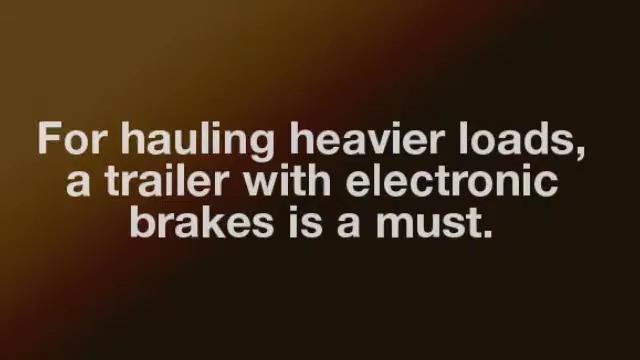 For hauling heavier loads,
a trailer with electronic
brakes is a must.